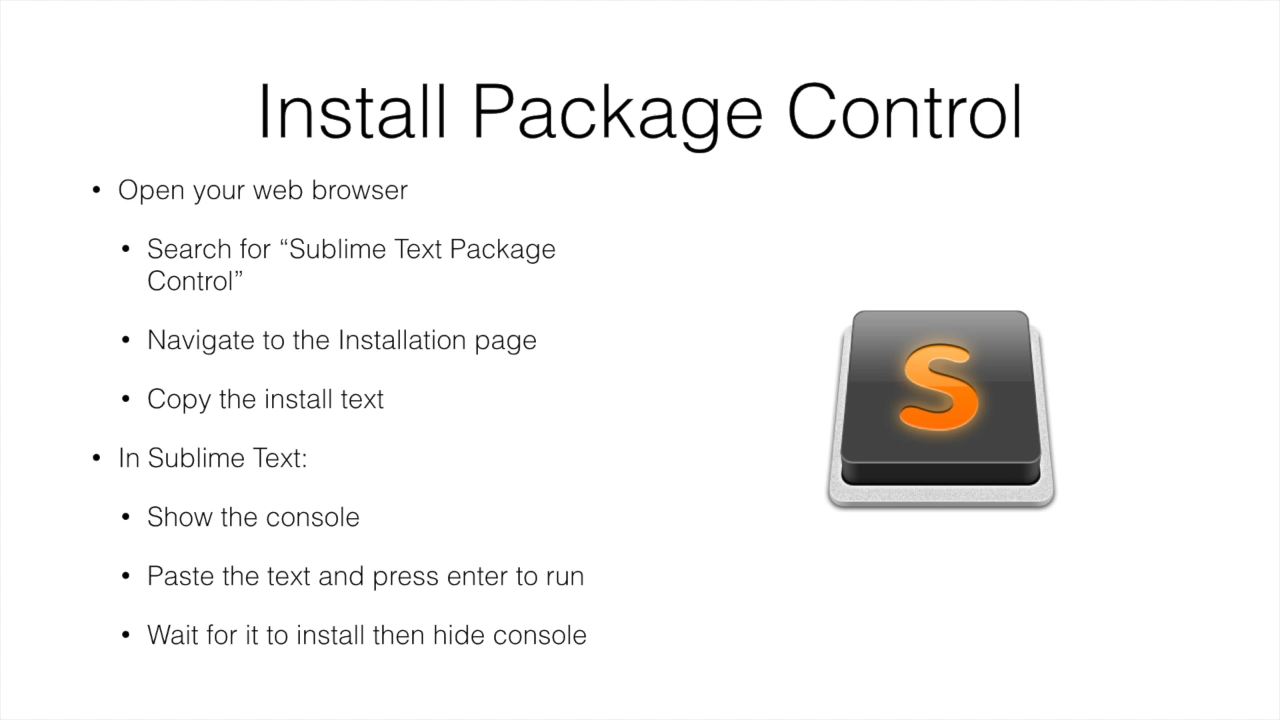 Install Package Control
• Open your web browser
• Search for “Sublime Text Package
Control”
• Navigate to the Installation page
• Copy the install text
• In Sublime Text:
• Show the console
• Paste the text and press enter to run
• Wait for it to install then hide console
S